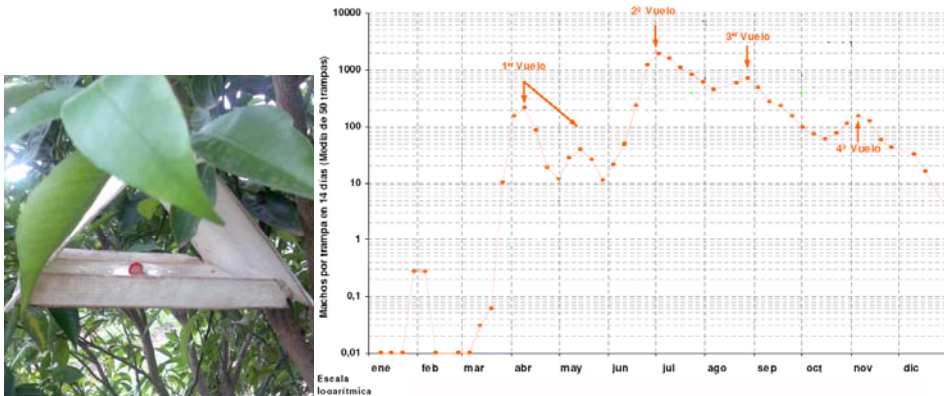 Machos por trampa en 14 días (Media de 50 trampas)
10000
1000
100
10
1
0,1
0,01
1er Vuelo
2º Vuelo
3er Vuelo
4º Vuelo
ene feb mar abr may jun jul ago sep oct nov dic
Escala
logarítmica